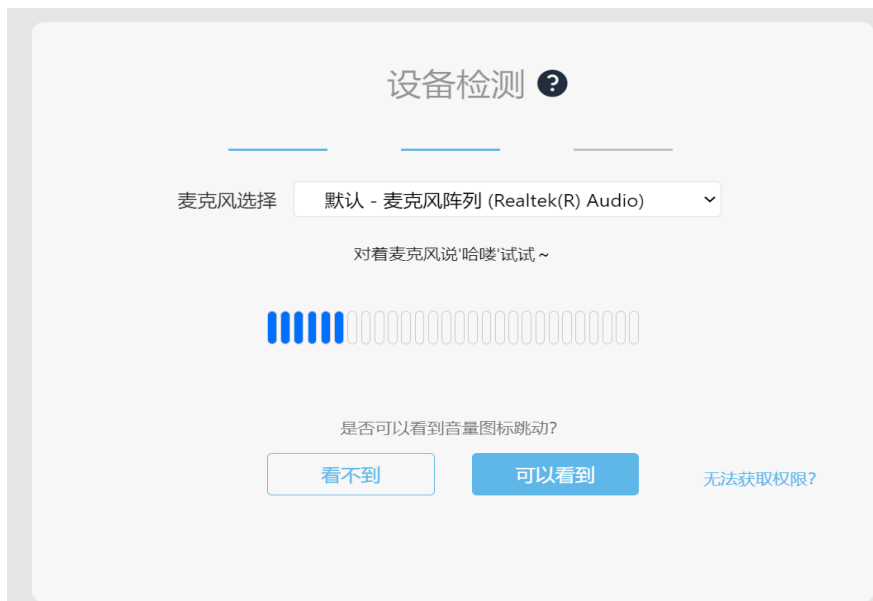 设备检测 ?
麦克风选择 默认 - 麦克风阵列 (Realtek(R) Audio)
对着麦克风说'哈喽'试试~
是否可以看到音量图标跳动?
看不到 可以看到 无法获取权限?